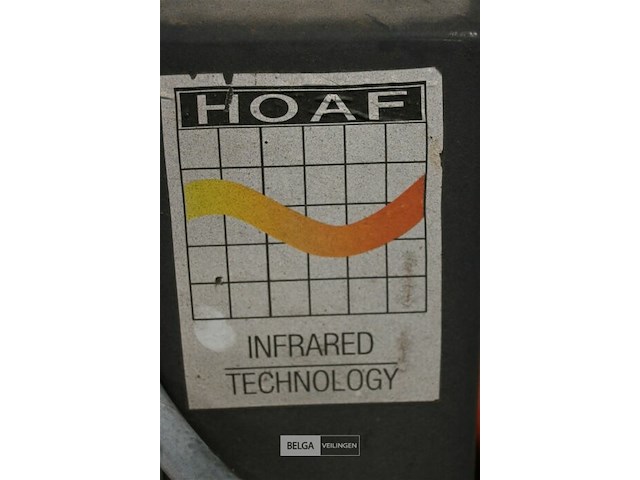 HOAF
INFRARED
TECHNOLOGY
BELGA VEILINGEN